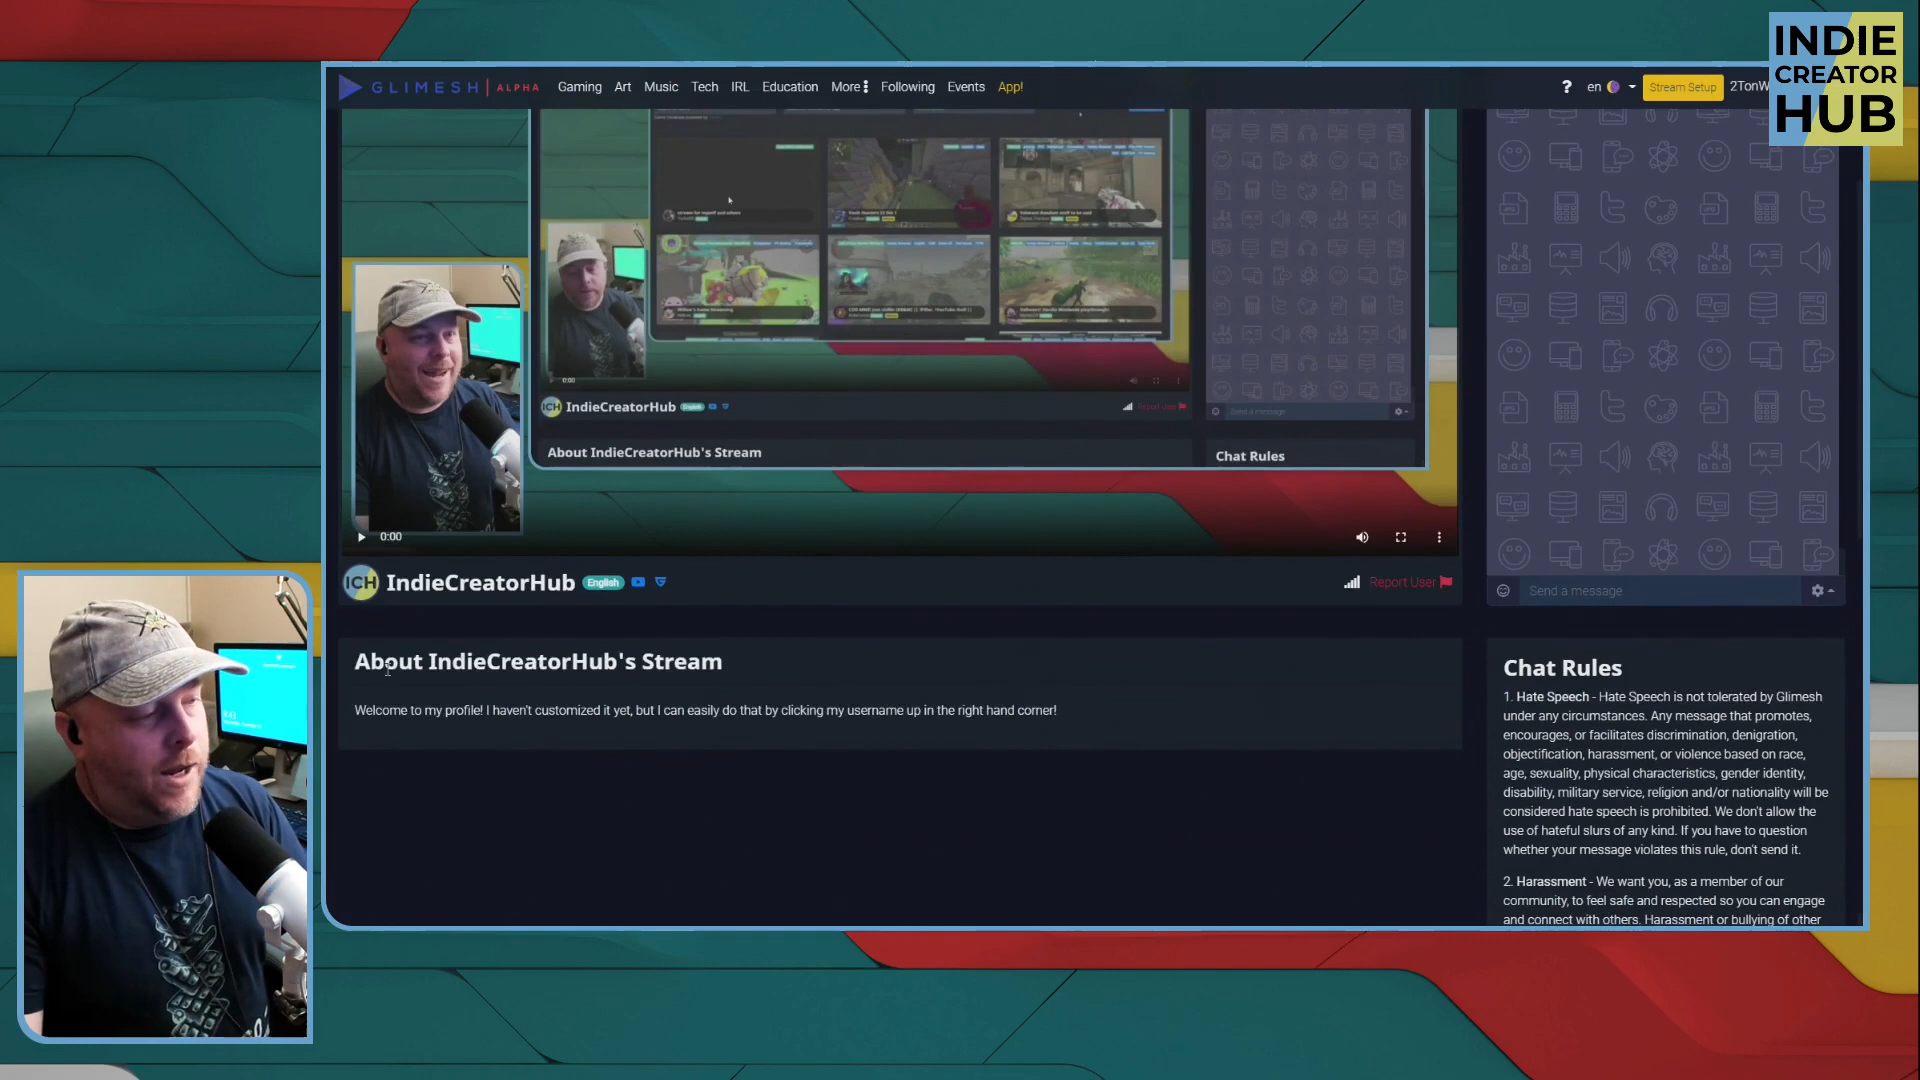 INDIE
CREATOR
HUB
GLIMESH | ALPHA
Gaming
Art
Music
Tech
IRL
Education
More
Following
Events
App!
?
en
Stream Setup
2TonW
IndieCreatorHub
English
Report User
Send a message
About IndieCreatorHub's Stream
Chat Rules
0:00
ICH
IndieCreatorHub
English
Report User
Send a message
About IndieCreatorHub's Stream
Welcome to my profile! I haven't customized it yet, but I can easily do that by clicking my username up in the right hand corner!
Chat Rules
1. Hate Speech - Hate Speech is not tolerated by Glimesh
under any circumstances. Any message that promotes,
encourages, or facilitates discrimination, denigration,
objectification, harassment, or violence based on race,
age, sexuality, physical characteristics, gender identity,
disability, military service, religion and/or nationality will be
considered hate speech is prohibited. We don't allow the
use of hateful slurs of any kind. If you have to question
whether your message violates this rule, don't send it.
2. Harassment - We want you, as a member of our
community, to feel safe and respected so you can engage
and connect with others. Harassment or bullying of other